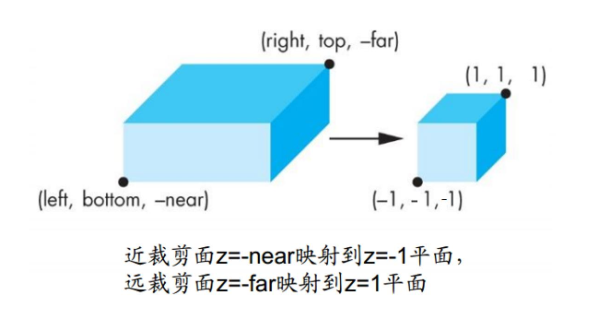 (right, top, –far)
(1, 1, 1)
(left, bottom, –near)
(–1, -1,-1)
近裁剪面z=-near映射到z=-1平面，
远裁剪面z=-far映射到z=1平面